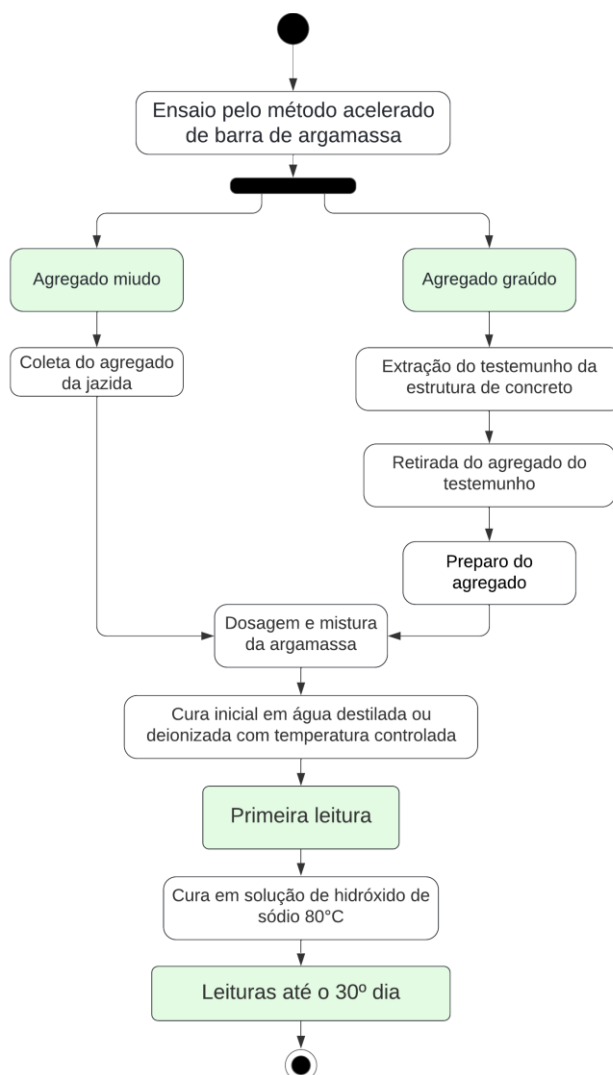 Ensaio pelo método acelerado
de barra de argamassa
Agregado miudo
Agregado graúdo
Coleta do agregado
da jazida
Extração do testemunho da
estrutura de concreto
Retirada do agregado do
testemunho
Preparo do
agregado
Dosagem e mistura
da argamassa
Cura inicial em água destilada ou
deionizada com temperatura controlada
Primeira leitura
Cura em solução de hidróxido de
sódio 80°C
Leituras até o 30º dia